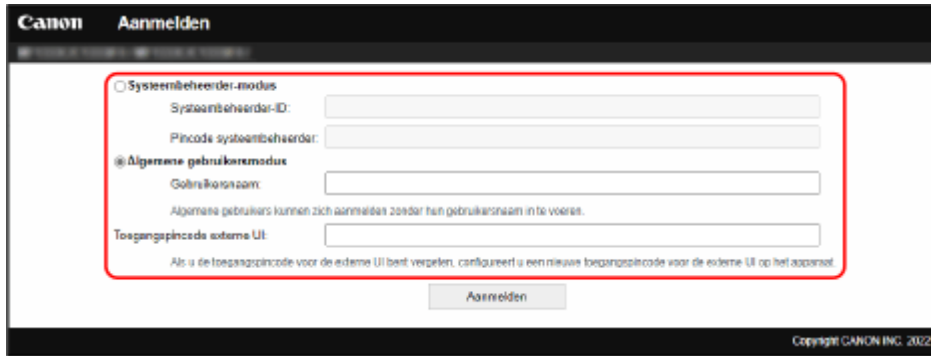 Canon Aanmelden
Systeembeheerder-modus
Systeembeheerder-ID:
Pincode systeembeheerder:
Algemene gebruikersmodus
Gebruikersnaam:
Algemene gebruikers kunnen zich aanmelden zonder hun gebruikersnaam in te voeren.
Toegangspincode externe UI:
Als u de toegangspincode voor de externe UI bent vergeten, configureert u een nieuwe toegangspincode voor de externe UI op het apparaat.
Aanmelden
Copyright CANON INC. 2022